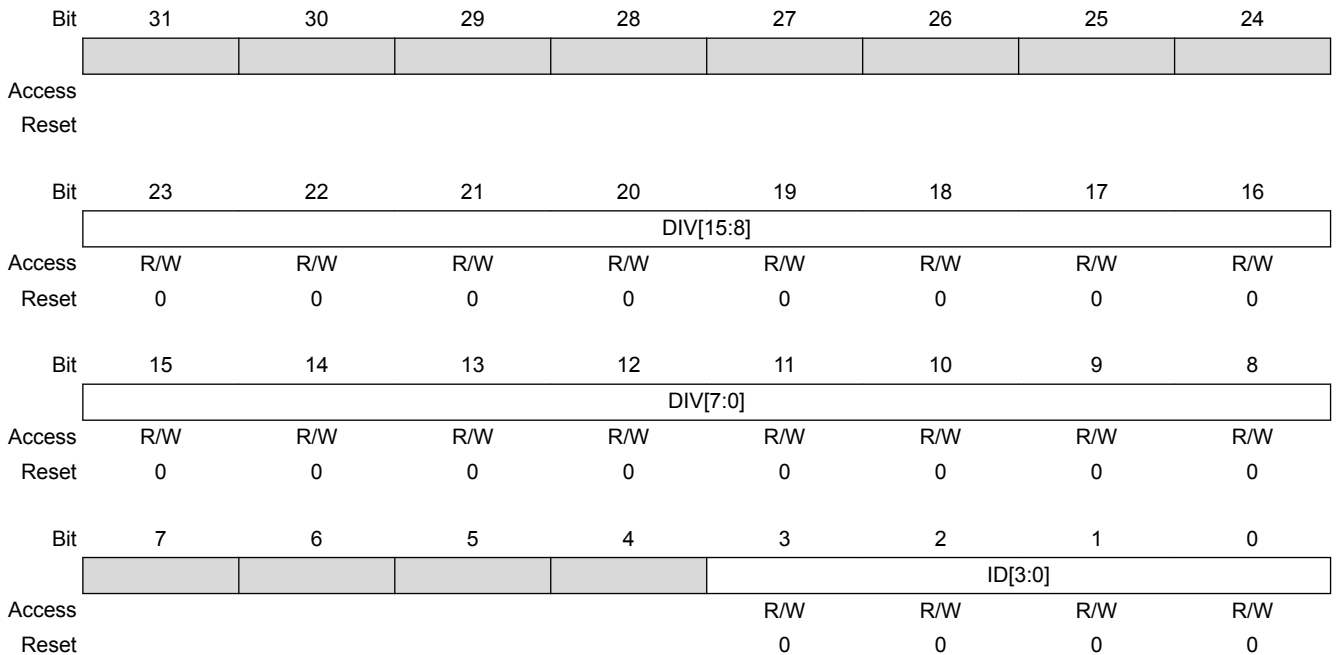 Bit 31 30 29 28 27 26 25 24
Access
Reset
Bit 23 22 21 20 19 18 17 16
DIV[15:8]
Access R/W R/W R/W R/W R/W R/W R/W R/W
Reset 0 0 0 0 0 0 0 0
Bit 15 14 13 12 11 10 9 8
DIV[7:0]
Access R/W R/W R/W R/W R/W R/W R/W R/W
Reset 0 0 0 0 0 0 0 0
Bit 7 6 5 4 3 2 1 0
ID[3:0]
Access R/W R/W R/W R/W
Reset 0 0 0 0